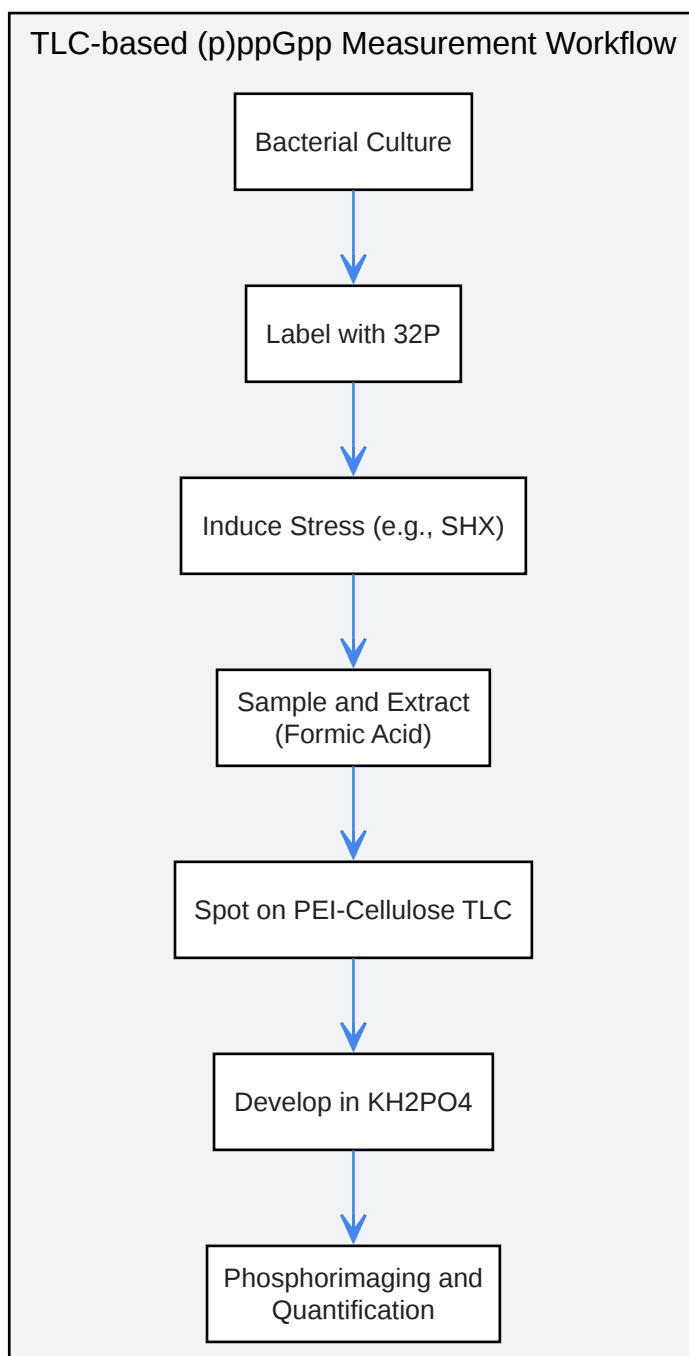 TLC-based (p)ppGpp Measurement Workflow
Bacterial Culture
Label with 32P
Induce Stress (e.g., SHX)
Sample and Extract
(Formic Acid)
Spot on PEI-Cellulose TLC
Develop in KH2PO4
Phosphorimaging and
Quantification